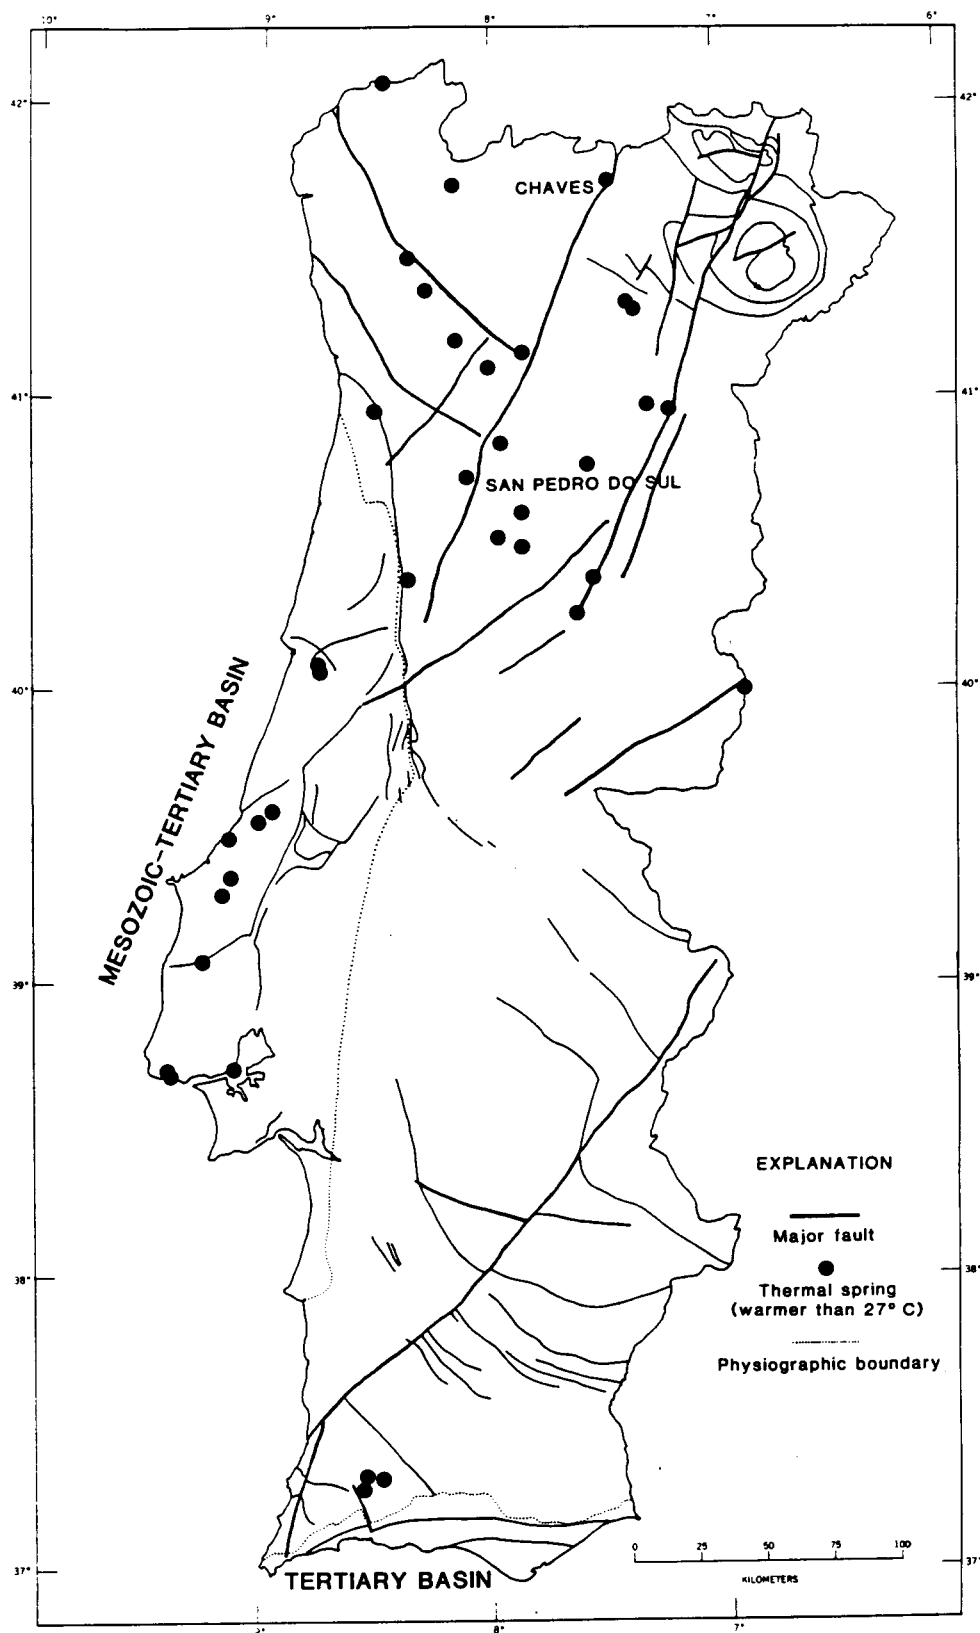 10° 9° 8° 7° 6°
42° 42°
CHAVES
41° 41°
SAN PEDRO DO SUL
40° 40°
MESOZOIC-TERTIARY BASIN
39° 39°
EXPLANATION
Major fault
38° 38°
Thermal spring
(warmer than 27° C)
Physiographic boundary
0 25 50 75 100
KILOMETERS
37° 37°
TERTIARY BASIN
8° 7°